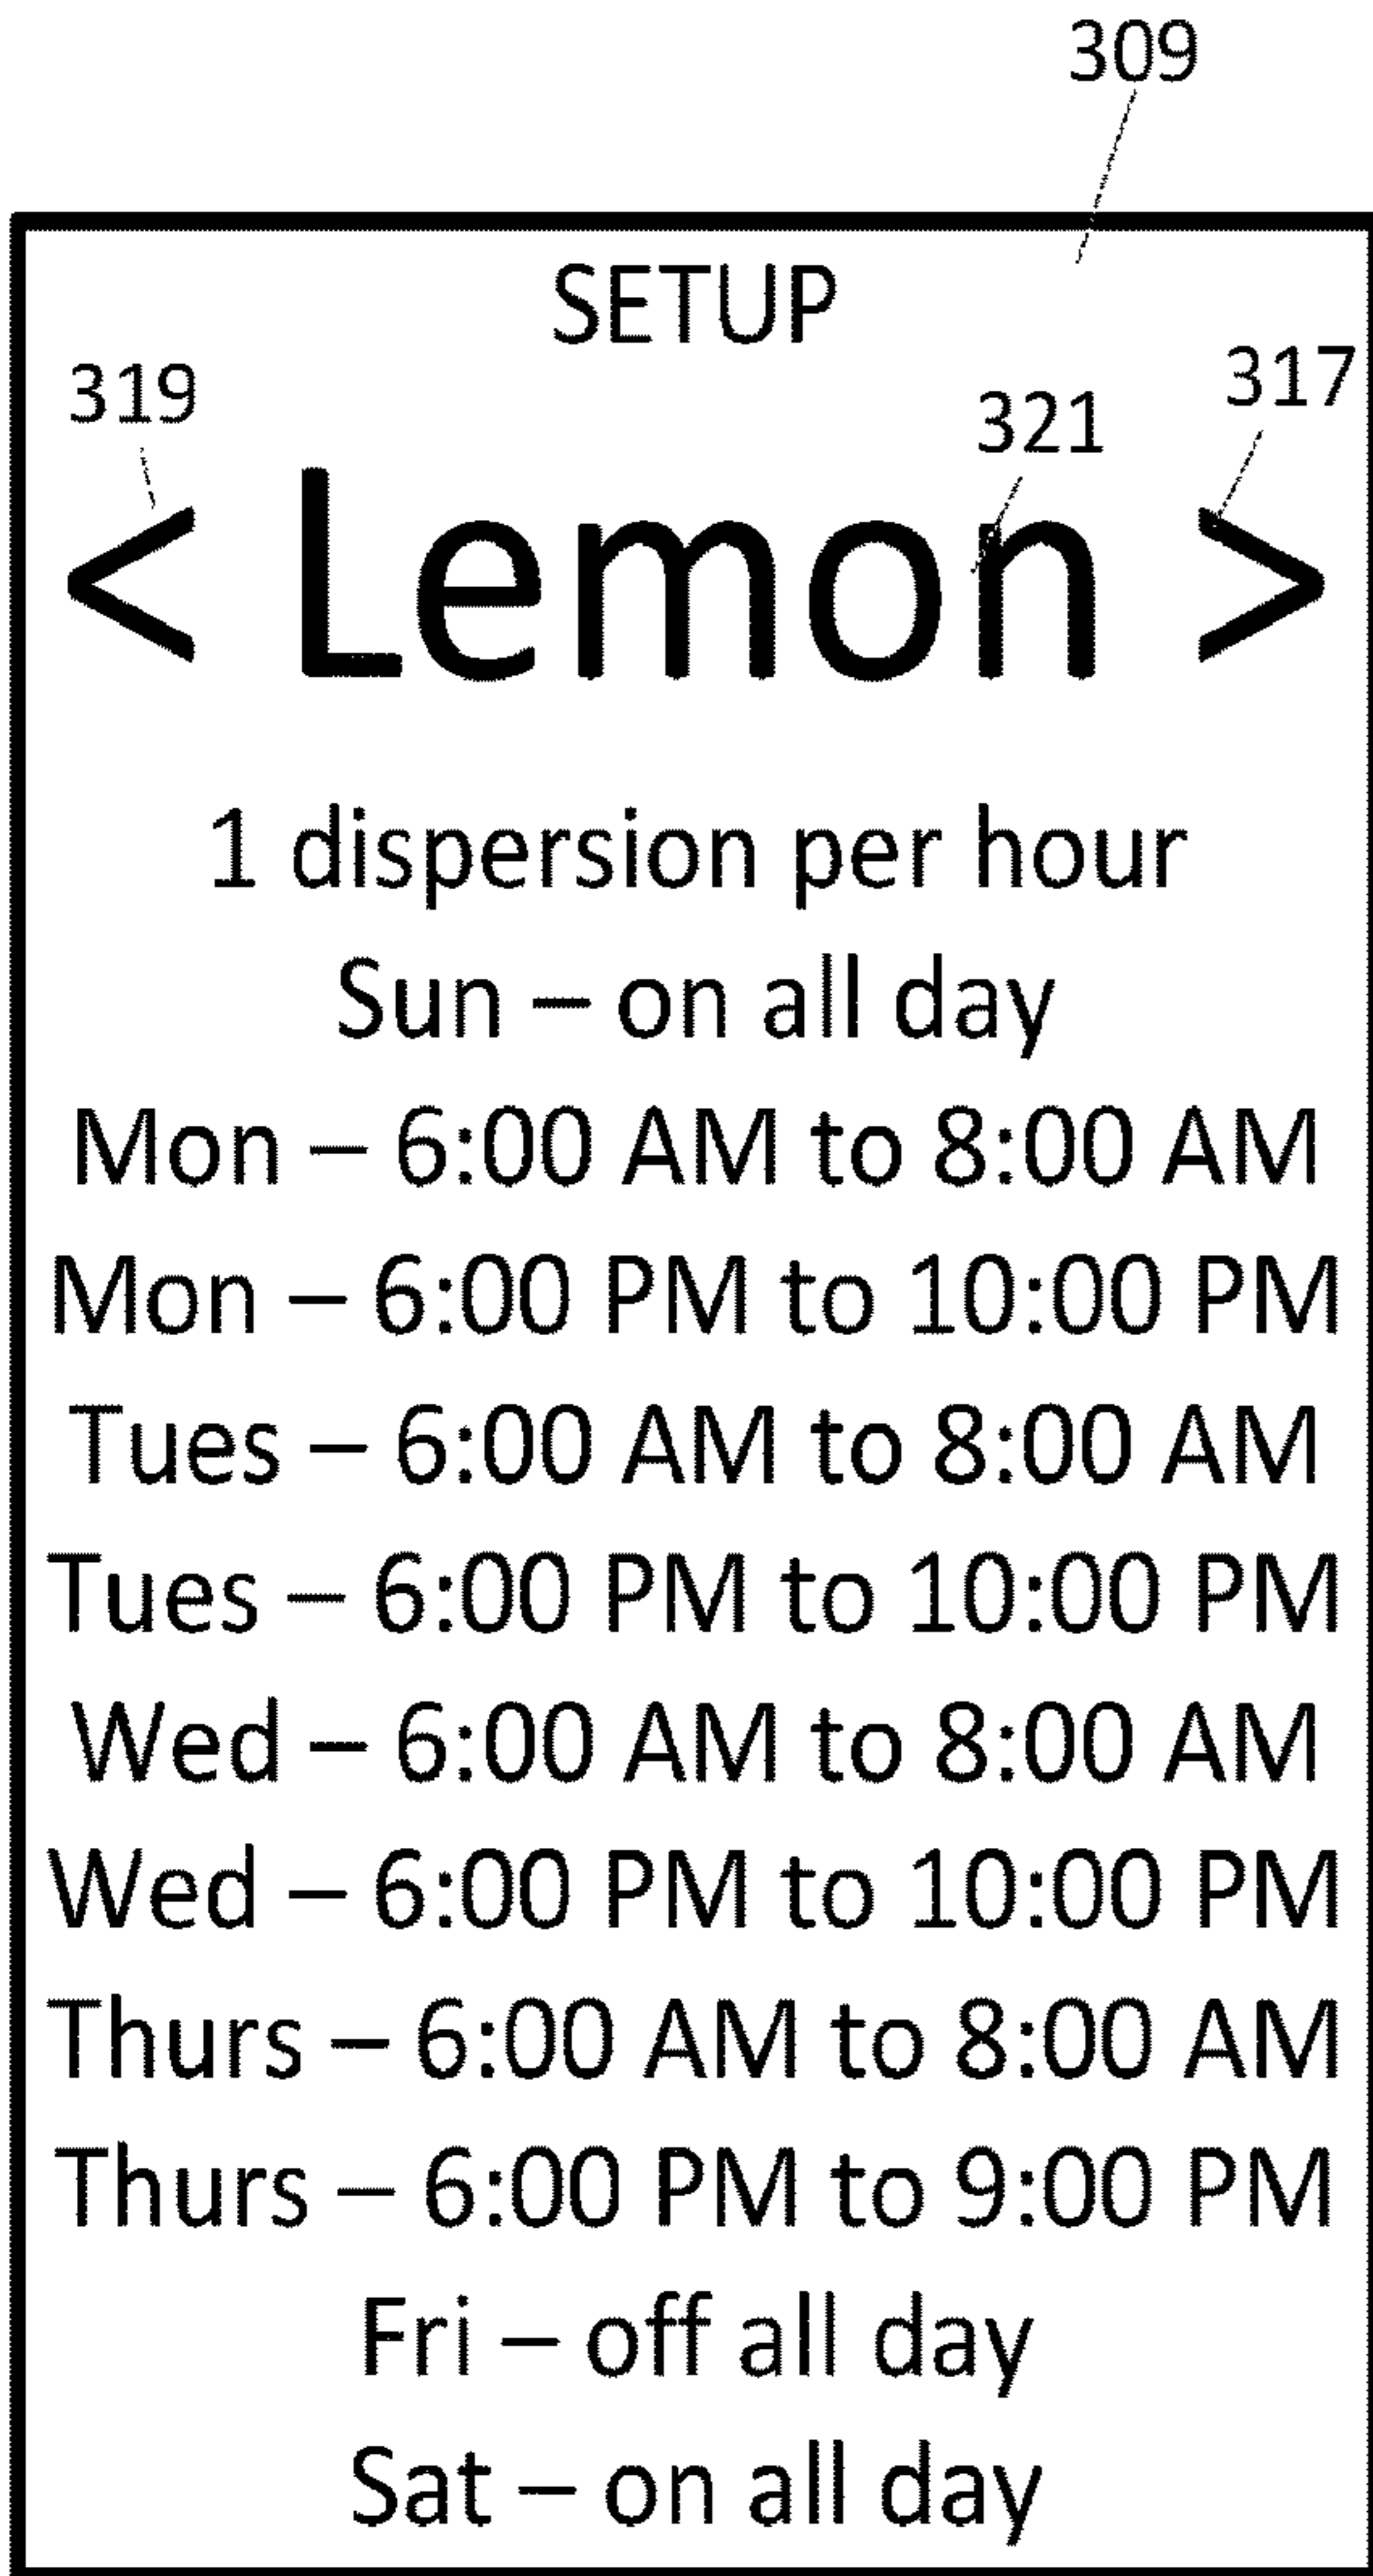 309
SETUP
319
321
317
< Lemon >
1 dispersion per hour
Sun – on all day
Mon – 6:00 AM to 8:00 AM
Mon – 6:00 PM to 10:00 PM
Tues – 6:00 AM to 8:00 AM
Tues – 6:00 PM to 10:00 PM
Wed – 6:00 AM to 8:00 AM
Wed – 6:00 PM to 10:00 PM
Thurs – 6:00 AM to 8:00 AM
Thurs – 6:00 PM to 9:00 PM
Fri – off all day
Sat – on all day